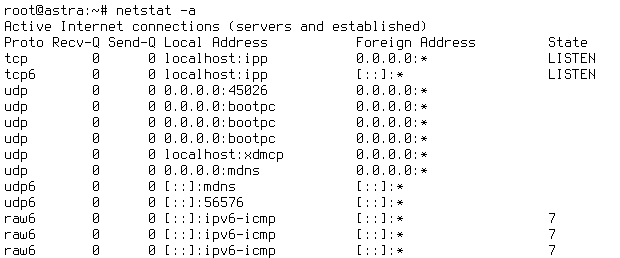 root@astra:~# netstat -a
Active Internet connections (servers and established)
Proto Recv-Q Send-Q Local Address           Foreign Address         State
tcp        0      0 localhost:ipp           0.0.0.0:*               LISTEN
tcp6       0      0 localhost:ipp           [::]:*                  LISTEN
udp        0      0 0.0.0.0:45026           0.0.0.0:*
udp        0      0 0.0.0.0:bootpc          0.0.0.0:*
udp        0      0 0.0.0.0:bootpc          0.0.0.0:*
udp        0      0 0.0.0.0:bootpc          0.0.0.0:*
udp        0      0 localhost:xdmcp         0.0.0.0:*
udp        0      0 0.0.0.0:mdns            0.0.0.0:*
udp6       0      0 [::]:mdns               [::]:*
udp6       0      0 [::]:56576              [::]:*
raw6       0      0 [::]:ipv6-icmp          [::]:*                  7
raw6       0      0 [::]:ipv6-icmp          [::]:*                  7
raw6       0      0 [::]:ipv6-icmp          [::]:*                  7